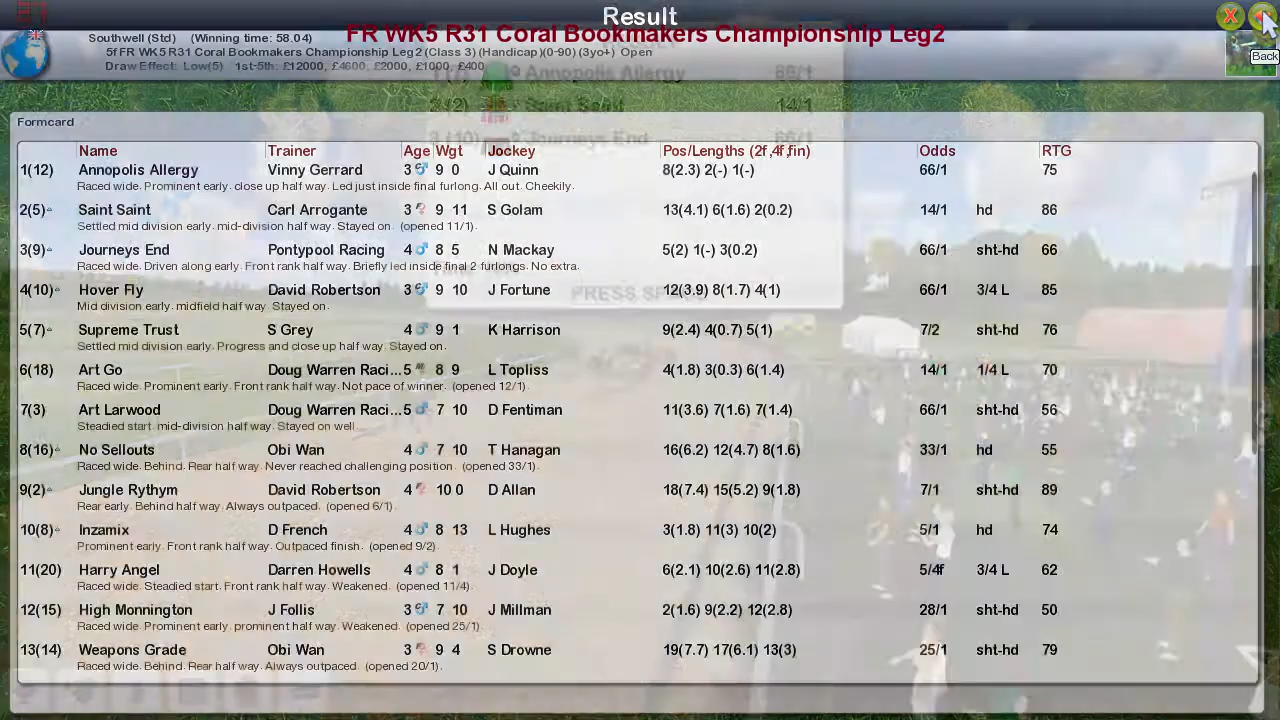 Result
FR WK5 R31 Coral Bookmakers Championship Leg2
Southwell (Std) (Winning time: 58.04)
5f FR WK5 R31 Coral Bookmakers Championship Leg2 (Class 3) (Handicap)(0-90) (3yo+) Open
Draw Effect: Low(5) 1st-5th: £12000, £4600, £2000, £1000, £400
Back
Annopolis Allergy 66/1
2 (2) Saint Saint 14/1
3 (10) Journeys End 66/1
PRESS SPACE
Formcard
Name Trainer Age Wgt Jockey Pos/Lengths (2f,4f,fin) Odds RTG
1(12) Annopolis Allergy Vinny Gerrard 3 9 0 J Quinn 8(2.3) 2(-) 1(-) 66/1 75
Raced wide. Prominent early. close up half way. Led just inside final furlong. All out. Cheekily.
2(5) Saint Saint Carl Arrogante 3 9 11 S Golam 13(4.1) 6(1.6) 2(0.2) 14/1 hd 86
Settled mid division early. mid-division half way. Stayed on. (opened 11/1).
3(9) Journeys End Pontypool Racing 4 8 5 N Mackay 5(2) 1(-) 3(0.2) 66/1 sht-hd 66
Raced wide. Driven along early. Front rank half way. Briefly led inside final 2 furlongs. No extra.
4(10) Hover Fly David Robertson 3 9 10 J Fortune 12(3.9) 8(1.7) 4(1) 66/1 3/4 L 85
Mid division early. midfield half way. Stayed on.
5(7) Supreme Trust S Grey 4 9 1 K Harrison 9(2.4) 4(0.7) 5(1) 7/2 sht-hd 76
Settled mid division early. Progress and close up half way. Stayed on.
6(18) Art Go Doug Warren Raci... 5 8 9 L Topliss 4(1.8) 3(0.3) 6(1.4) 14/1 1/4 L 70
Raced wide. Prominent early. Front rank half way. Not pace of winner. (opened 12/1).
7(3) Art Larwood Doug Warren Raci... 5 7 10 D Fentiman 11(3.6) 7(1.6) 7(1.4) 66/1 sht-hd 56
Steadied start. mid-division half way. Stayed on well.
8(16) No Sellouts Obi Wan 4 7 10 T Hanagan 16(6.2) 12(4.7) 8(1.6) 33/1 hd 55
Raced wide. Behind. Rear half way. Never reached challenging position. (opened 33/1).
9(2) Jungle Rythym David Robertson 4 10 0 D Allan 18(7.4) 15(5.2) 9(1.8) 7/1 sht-hd 89
Rear early. Behind half way. Always outpaced. (opened 6/1).
10(8) Inzamix D French 4 8 13 L Hughes 3(1.8) 11(3) 10(2) 5/1 hd 74
Prominent early. Front rank half way. Outpaced finish. (opened 9/2).
11(20) Harry Angel Darren Howells 4 8 1 J Doyle 6(2.1) 10(2.6) 11(2.8) 5/4f 3/4 L 62
Raced wide. Steadied start. Front rank half way. Weakened. (opened 11/4).
12(15) High Monnington J Follis 3 7 10 J Millman 2(1.6) 9(2.2) 12(2.8) 28/1 sht-hd 50
Raced wide. Prominent early. prominent half way. Weakened. (opened 25/1).
13(14) Weapons Grade Obi Wan 3 9 4 S Drowne 19(7.7) 17(6.1) 13(3) 25/1 sht-hd 79
Raced wide. Behind. Rear half way. Always outpaced. (opened 20/1).